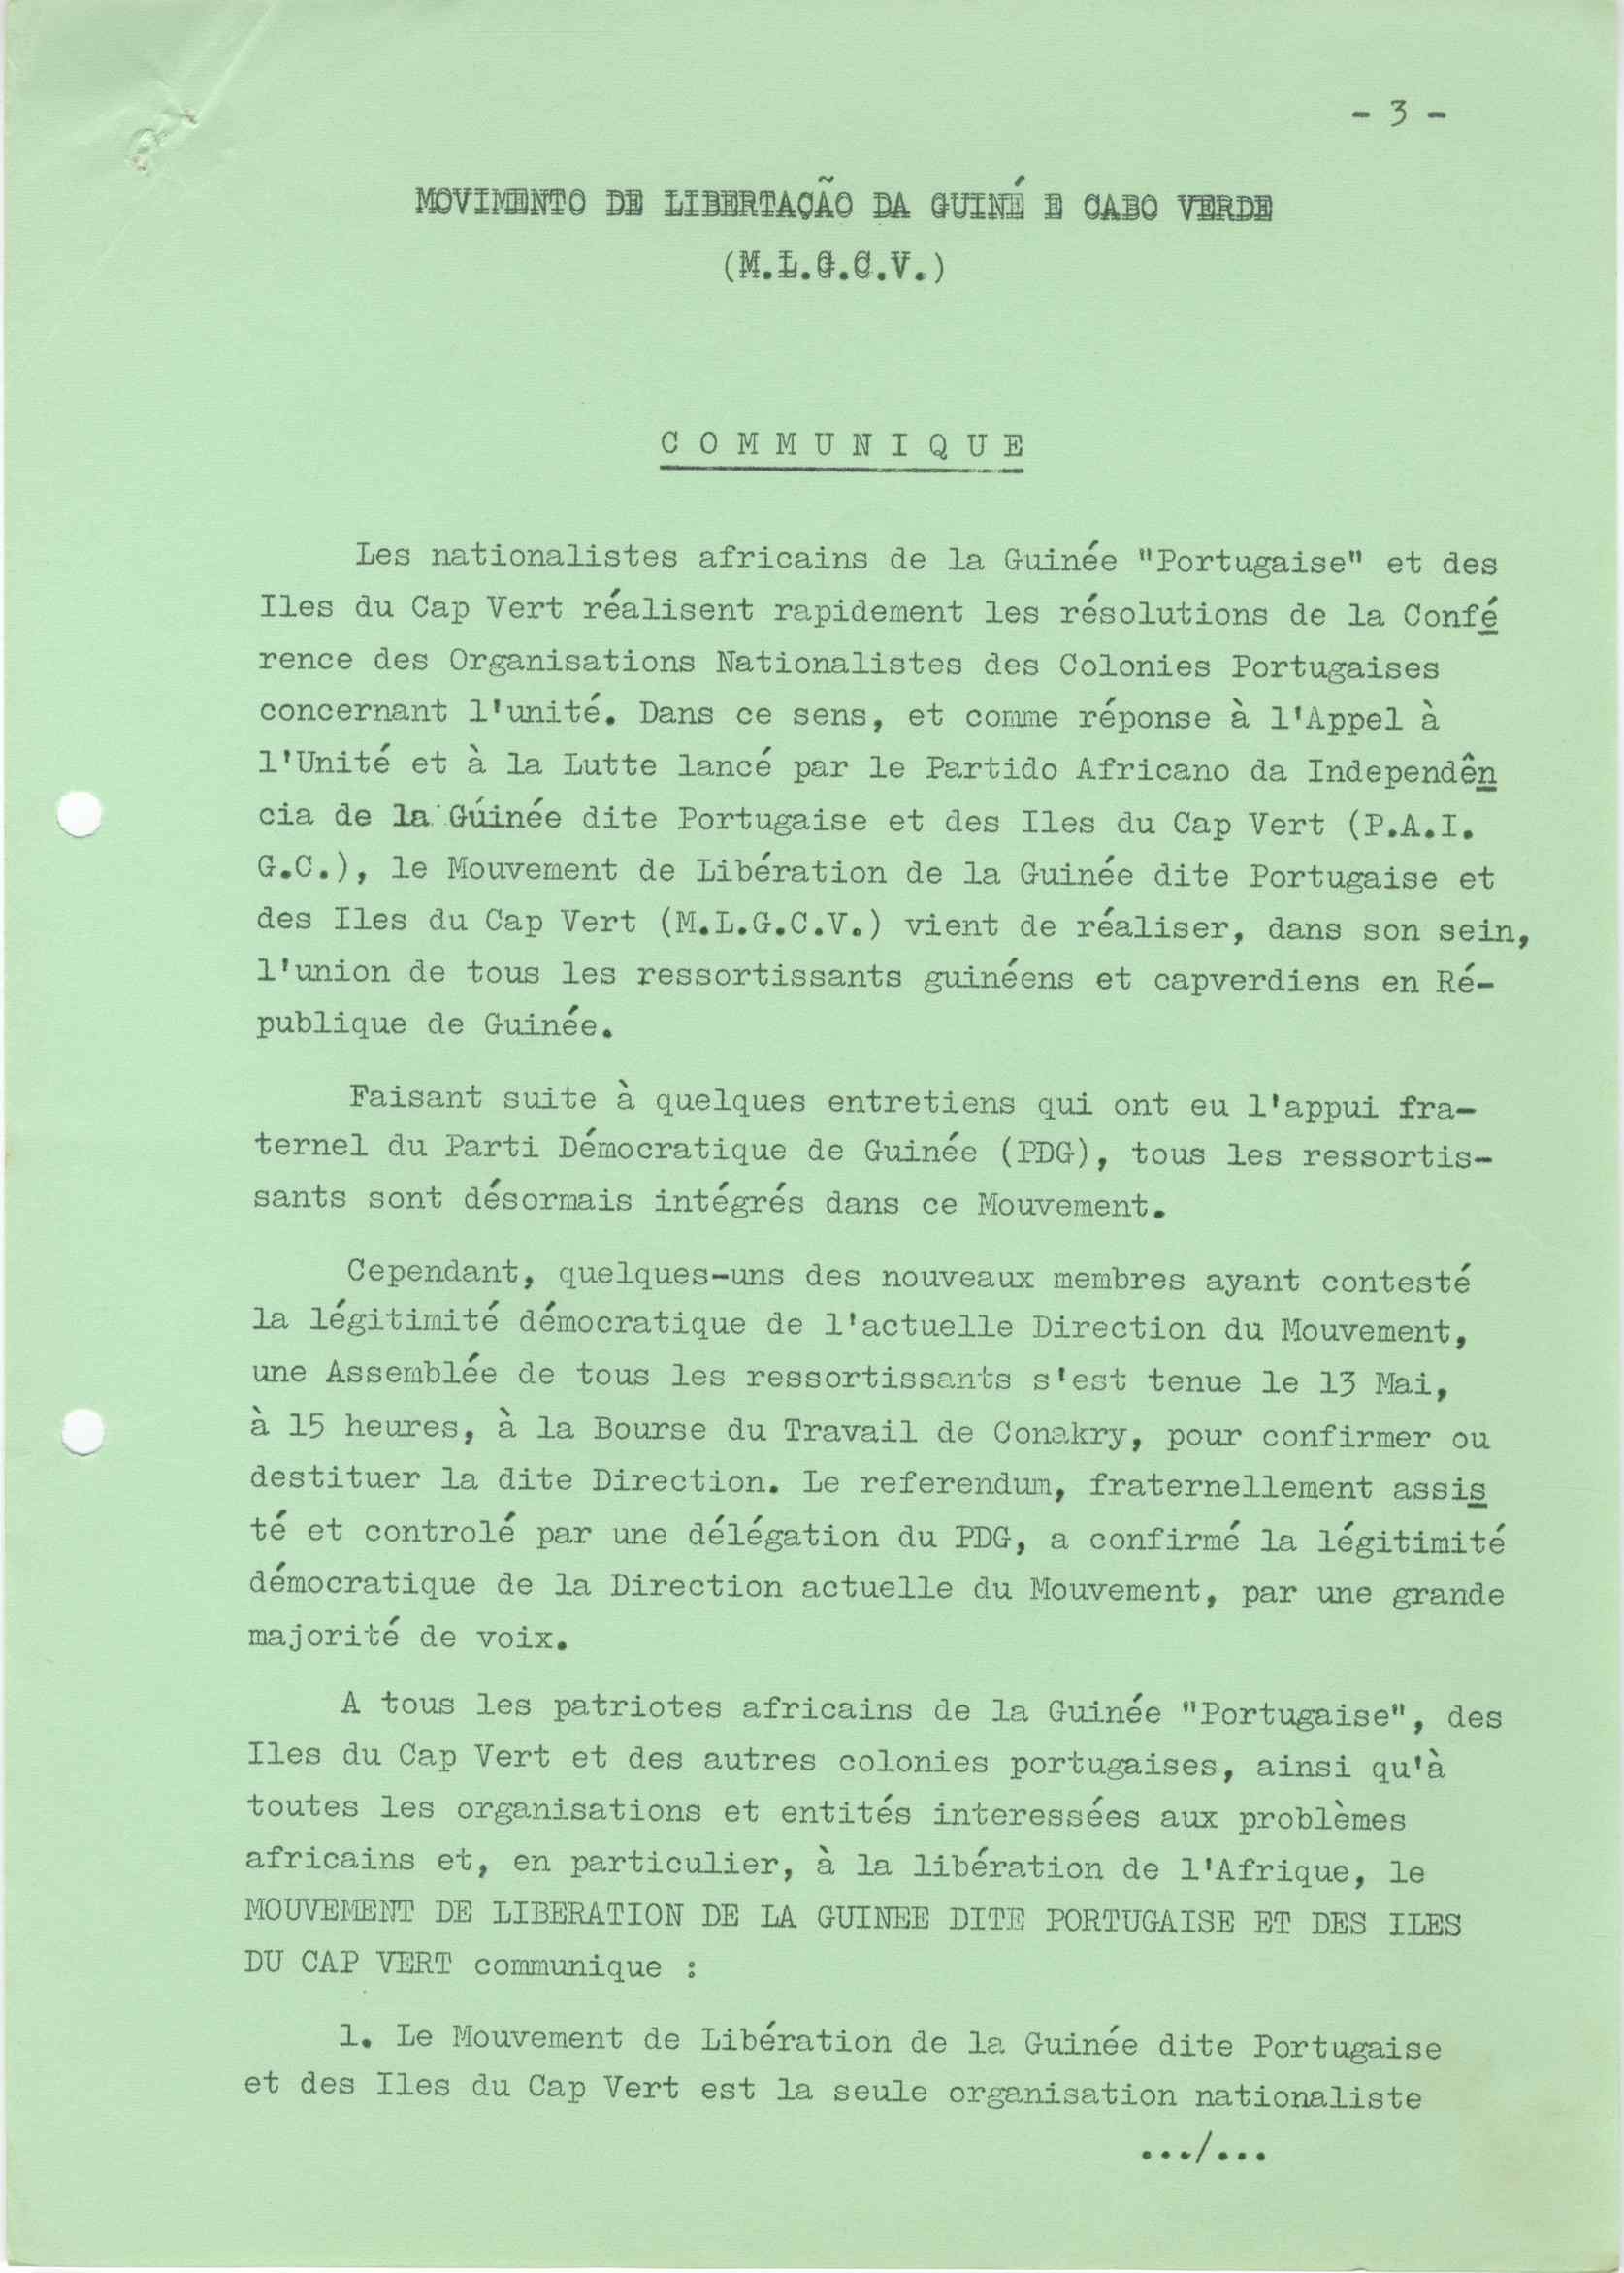 - 3 -
MOVIMENTO DE LIBERTAÇÃO DA GUINÉ E CABO VERDE
(M.L.G.C.V.)
COMMUNIQUE
Les nationalistes africains de la Guinée "Portugaise" et des
Iles du Cap Vert réalisent rapidement les résolutions de la Confé
rence des Organisations Nationalistes des Colonies Portugaises
concernant l'unité. Dans ce sens, et comme réponse à l'Appel à
l'Unité et à la Lutte lancé par le Partido Africano da Independên
cia de la Guinée dite Portugaise et des Iles du Cap Vert (P.A.I.
G.C.), le Mouvement de Libération de la Guinée dite Portugaise et
des Iles du Cap Vert (M.L.G.C.V.) vient de réaliser, dans son sein,
l'union de tous les ressortissants guinéens et capverdiens en Ré-
publique de Guinée.
Faisant suite à quelques entretiens qui ont eu l'appui fra-
ternel du Parti Démocratique de Guinée (PDG), tous les ressortis-
sants sont désormais intégrés dans ce Mouvement.
Cependant, quelques-uns des nouveaux membres ayant contesté
la légitimité démocratique de l'actuelle Direction du Mouvement,
une Assemblée de tous les ressortissants s'est tenue le 13 Mai,
à 15 heures, à la Bourse du Travail de Conakry, pour confirmer ou
destituer la dite Direction. Le referendum, fraternellement assis
té et controlé par une délégation du PDG, a confirmé la légitimité
démocratique de la Direction actuelle du Mouvement, par une grande
majorité de voix.
A tous les patriotes africains de la Guinée "Portugaise", des
Iles du Cap Vert et des autres colonies portugaises, ainsi qu'à
toutes les organisations et entités interessées aux problèmes
africains et, en particulier, à la libération de l'Afrique, le
MOUVEMENT DE LIBERATION DE LA GUINEE DITE PORTUGAISE ET DES ILES
DU CAP VERT communique :
1. Le Mouvement de Libération de la Guinée dite Portugaise
et des Iles du Cap Vert est la seule organisation nationaliste
.../...